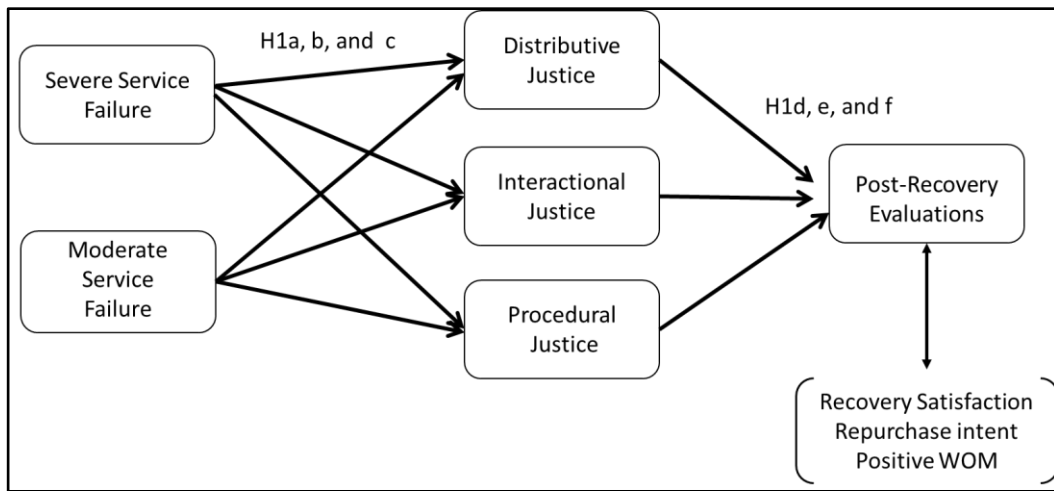 H1a, b, and  c
Severe Service
Failure
Moderate
Service
Failure
Distributive
Justice
Interactional
Justice
Procedural
Justice
H1d, e, and f
Post-Recovery
Evaluations
Recovery Satisfaction
Repurchase intent
Positive WOM